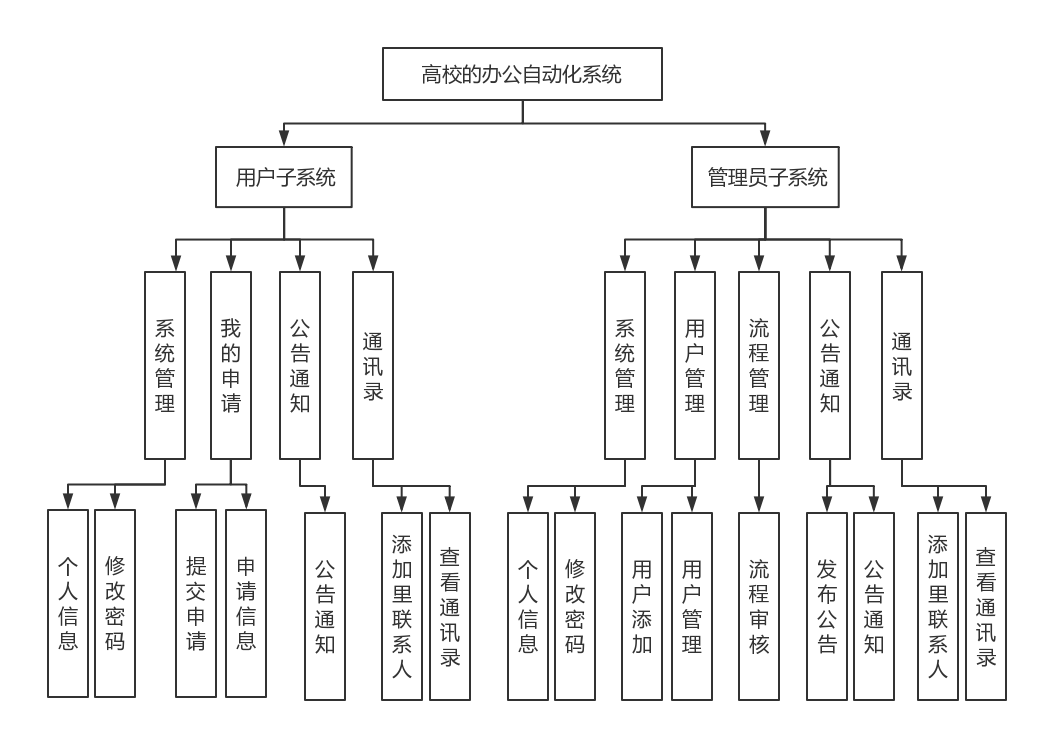 高校的办公自动化系统
用户子系统
管理员子系统
系统管理
我的申请
公告通知
通讯录
系统管理
用户管理
流程管理
公告通知
通讯录
个人信息
修改密码
提交申请
申请信息
公告通知
添加里联系人
查看通讯录
个人信息
修改密码
用户添加
用户管理
流程审核
发布公告
公告通知
添加里联系人
查看通讯录